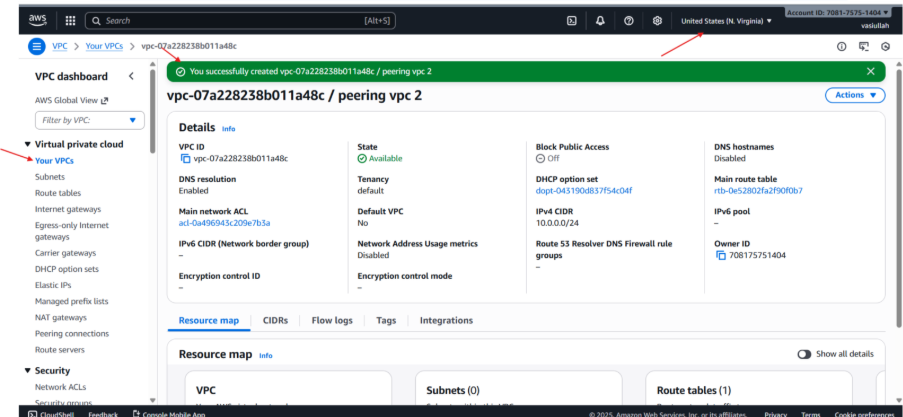 aws
Search [Alt+S]
United States (N. Virginia) ▼
Account ID: 7081-7575-1404 ▼
vasiullah
VPC > Your VPCs > vpc-07a228238b011a48c
VPC dashboard
AWS Global View
Filter by VPC:
Virtual private cloud
Your VPCs
Subnets
Route tables
Internet gateways
Egress-only Internet
gateways
Carrier gateways
DHCP option sets
Elastic IPs
Managed prefix lists
NAT gateways
Peering connections
Route servers
Security
Network ACLs
Security groups
You successfully created vpc-07a228238b011a48c / peering vpc 2
vpc-07a228238b011a48c / peering vpc 2
Actions ▼
Details Info
VPC ID
vpc-07a228238b011a48c
State
Available
Block Public Access
Off
DNS hostnames
Disabled
DNS resolution
Enabled
Tenancy
default
DHCP option set
dopt-043190d837f54c04f
Main route table
rtb-0e52802fa2f90f0b7
Main network ACL
acl-0a496943c209e7b3a
Default VPC
No
IPv4 CIDR
10.0.0.0/24
IPv6 pool
–
IPv6 CIDR (Network border group)
–
Network Address Usage metrics
Disabled
Route 53 Resolver DNS Firewall rule
groups
–
Owner ID
708175751404
Encryption control ID
–
Encryption control mode
–
Resource map CIDRs Flow logs Tags Integrations
Resource map Info
Show all details
VPC
Subnets (0)
Route tables (1)
CloudShell Feedback Console Mobile App
© 2025, Amazon Web Services, Inc. or its affiliates. Privacy Terms Cookie preferences